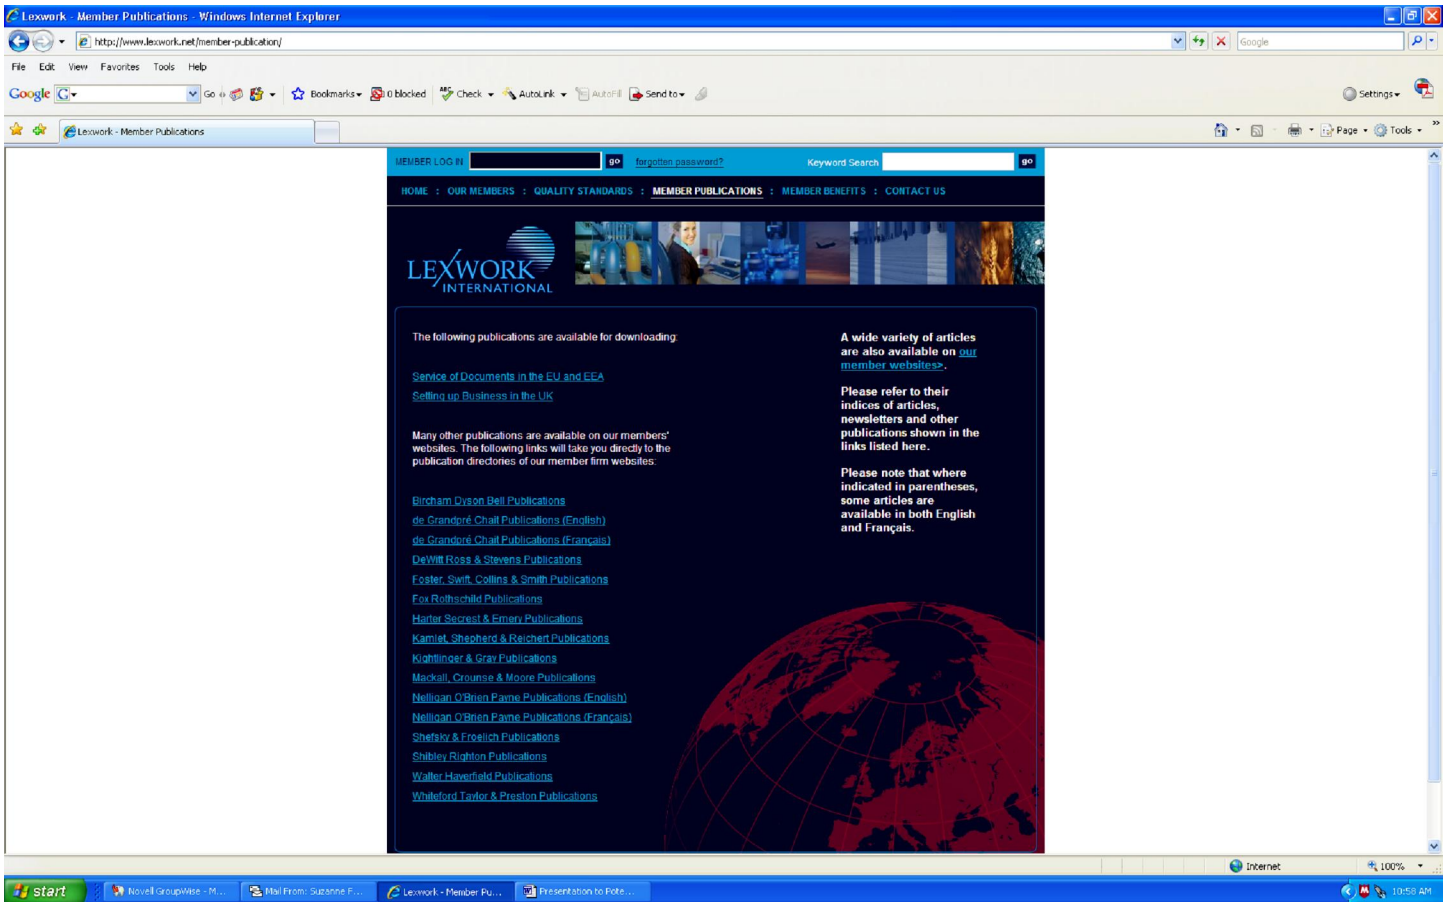 Lexwork - Member Publications - Windows Internet Explorer
http://www.lexwork.net/member-publication/
Google
File Edit View Favorites Tools Help
Google G Go Bookmarks 0 blocked ABC Check AutoLink AutoFill Send to Settings
Lexwork - Member Publications
Page Tools
MEMBER LOG IN go forgotten password? Keyword Search go
HOME : OUR MEMBERS : QUALITY STANDARDS : MEMBER PUBLICATIONS : MEMBER BENEFITS : CONTACT US
LEXWORK
INTERNATIONAL
The following publications are available for downloading:
Service of Documents in the EU and EEA
Setting up Business in the UK
Many other publications are available on our members'
websites. The following links will take you directly to the
publication directories of our member firm websites:
Bircham Dyson Bell Publications
de Grandpré Chait Publications (English)
de Grandpré Chait Publications (Français)
DeWitt Ross & Stevens Publications
Foster, Swift, Collins & Smith Publications
Fox Rothschild Publications
Harter Secrest & Emery Publications
Kamlet, Shepherd & Reichert Publications
Kightlinger & Gray Publications
Mackall, Crounse & Moore Publications
Nelligan O'Brien Payne Publications (English)
Nelligan O'Brien Payne Publications (Français)
Shefsky & Froelich Publications
Shibley Righton Publications
Walter Haverfield Publications
Whiteford Taylor & Preston Publications
A wide variety of articles
are also available on our
member websites>.
Please refer to their
indices of articles,
newsletters and other
publications shown in the
links listed here.
Please note that where
indicated in parentheses,
some articles are
available in both English
and Français.
Internet 100%
start Novell GroupWise - M... Mail From: Suzanne F... Lexwork - Member Pu... Presentation to Pote... 10:58 AM